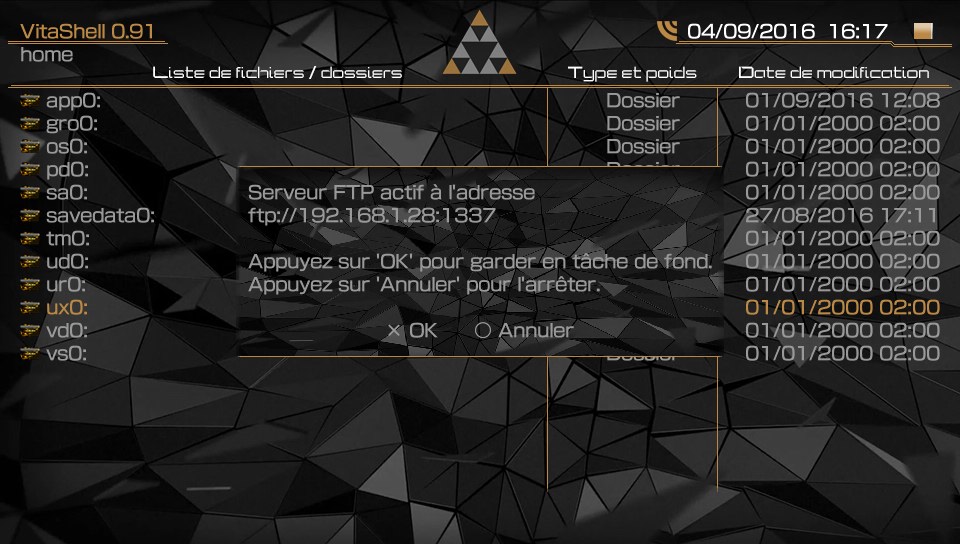 VitaShell 0.91
04/09/2016 16:17
home
Liste de fichiers / dossiers Type et poids Date de modification
app0: Dossier 01/09/2016 12:08
gro0: Dossier 01/01/2000 02:00
os0: Dossier 01/01/2000 02:00
pd0: 01/01/2000 02:00
sa0: 01/01/2000 02:00
savedata0: 27/08/2016 17:11
tm0: 01/01/2000 02:00
ud0: 01/01/2000 02:00
ur0: 01/01/2000 02:00
ux0: 01/01/2000 02:00
vd0: 01/01/2000 02:00
vs0: Dossier 01/01/2000 02:00
Serveur FTP actif à l'adresse
ftp://192.168.1.28:1337
Appuyez sur 'OK' pour garder en tâche de fond.
Appuyez sur 'Annuler' pour l'arrêter.
X OK O Annuler